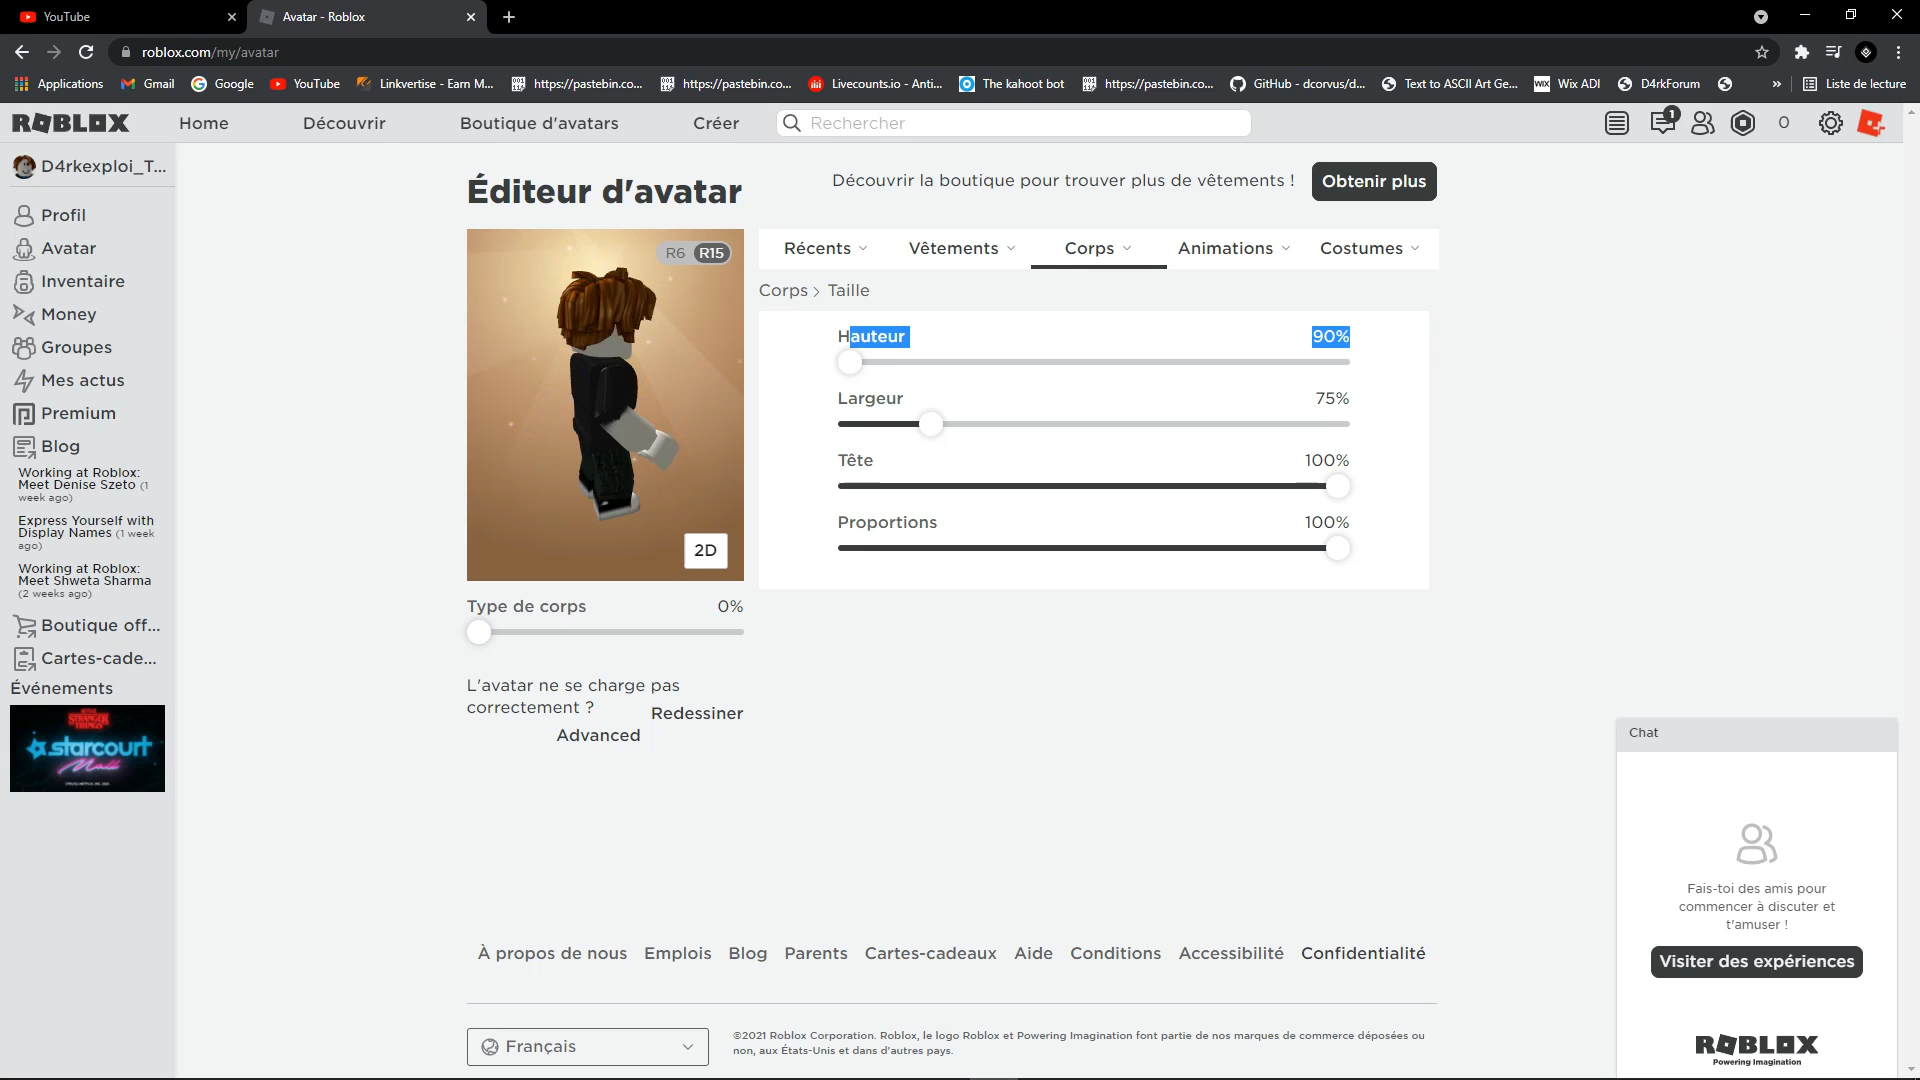 YouTube
Avatar - Roblox
roblox.com/my/avatar
Applications
Gmail
Google
YouTube
Linkvertise - Earn M...
https://pastebin.co...
https://pastebin.co...
Livecounts.io - Anti...
The kahoot bot
https://pastebin.co...
GitHub - dcorvus/d...
Text to ASCII Art Ge...
WIX
Wix ADI
D4rkForum
»
Liste de lecture
ROBLOX
Home
Découvrir
Boutique d'avatars
Créer
Rechercher
1
0
D4rkexploi_T...
Profil
Avatar
Inventaire
Money
Groupes
Mes actus
Premium
Blog
Working at Roblox:
Meet Denise Szeto (1
week ago)
Express Yourself with
Display Names (1 week
ago)
Working at Roblox:
Meet Shweta Sharma
(2 weeks ago)
Boutique off...
Cartes-cade...
Événements
STRANGER
THINGS
starcourt
Mall
Éditeur d'avatar
Découvrir la boutique pour trouver plus de vêtements !
Obtenir plus
R6 R15
2D
Récents
Vêtements
Corps
Animations
Costumes
Corps > Taille
Hauteur 90%
Largeur 75%
Tête 100%
Proportions 100%
Type de corps 0%
L'avatar ne se charge pas
correctement ?
Redessiner
Advanced
Chat
Fais-toi des amis pour
commencer à discuter et
t'amuser !
Visiter des expériences
ROBLOX
Powering Imagination
À propos de nous
Emplois
Blog
Parents
Cartes-cadeaux
Aide
Conditions
Accessibilité
Confidentialité
Français
©2021 Roblox Corporation. Roblox, le logo Roblox et Powering Imagination font partie de nos marques de commerce déposées ou
non, aux États-Unis et dans d'autres pays.